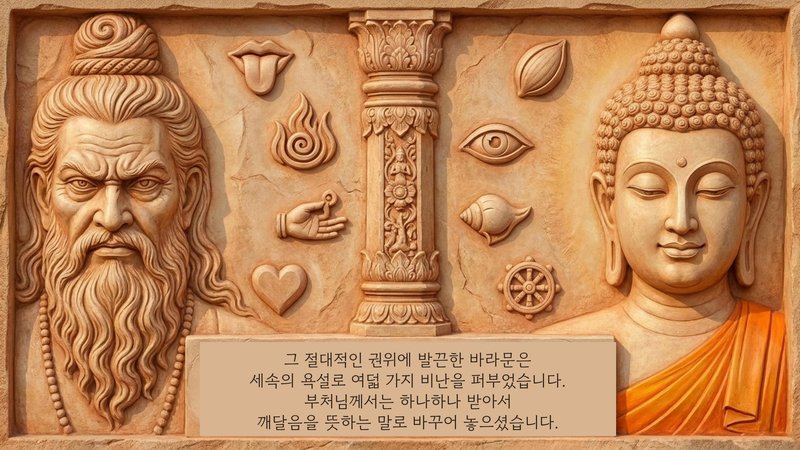 그 절대적인 권위에 발끈한 바라문은
세속의 욕설로 여덟 가지 비난을 퍼부었습니다.
부처님께서는 하나하나 받아서
깨달음을 뜻하는 말로 바꾸어 놓으셨습니다.